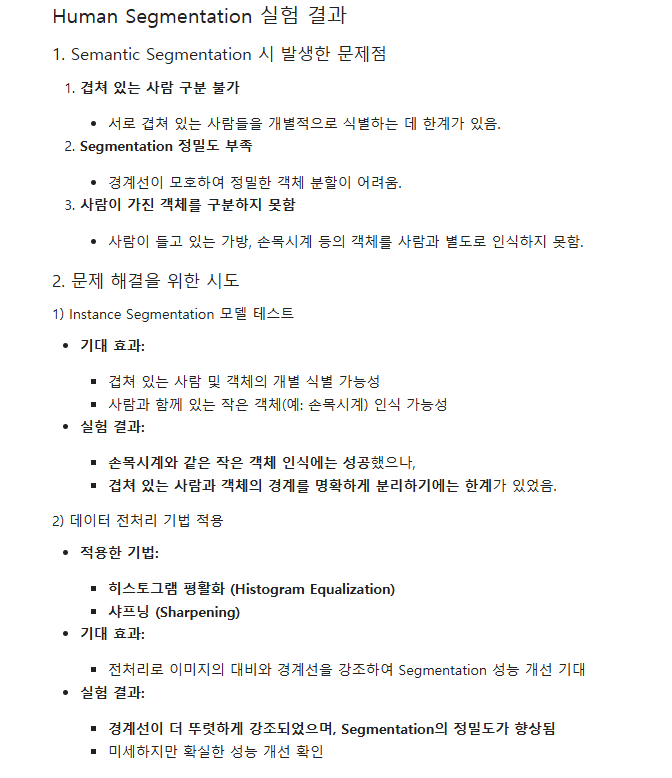 Human Segmentation 실험 결과
1. Semantic Segmentation 시 발생한 문제점
1. 겹쳐 있는 사람 구분 불가
서로 겹쳐 있는 사람들을 개별적으로 식별하는 데 한계가 있음.
2. Segmentation 정밀도 부족
경계선이 모호하여 정밀한 객체 분할이 어려움.
3. 사람이 가진 객체를 구분하지 못함
사람이 들고 있는 가방, 손목시계 등의 객체를 사람과 별도로 인식하지 못함.
2. 문제 해결을 위한 시도
1) Instance Segmentation 모델 테스트
기대 효과:
겹쳐 있는 사람 및 객체의 개별 식별 가능성
사람과 함께 있는 작은 객체(예: 손목시계) 인식 가능성
실험 결과:
손목시계와 같은 작은 객체 인식에는 성공했으나,
겹쳐 있는 사람과 객체의 경계를 명확하게 분리하기에는 한계가 있었음.
2) 데이터 전처리 기법 적용
적용한 기법:
히스토그램 평활화 (Histogram Equalization)
샤프닝 (Sharpening)
기대 효과:
전처리로 이미지의 대비와 경계선을 강조하여 Segmentation 성능 개선 기대
실험 결과:
경계선이 더 뚜렷하게 강조되었으며, Segmentation의 정밀도가 향상됨
미세하지만 확실한 성능 개선 확인